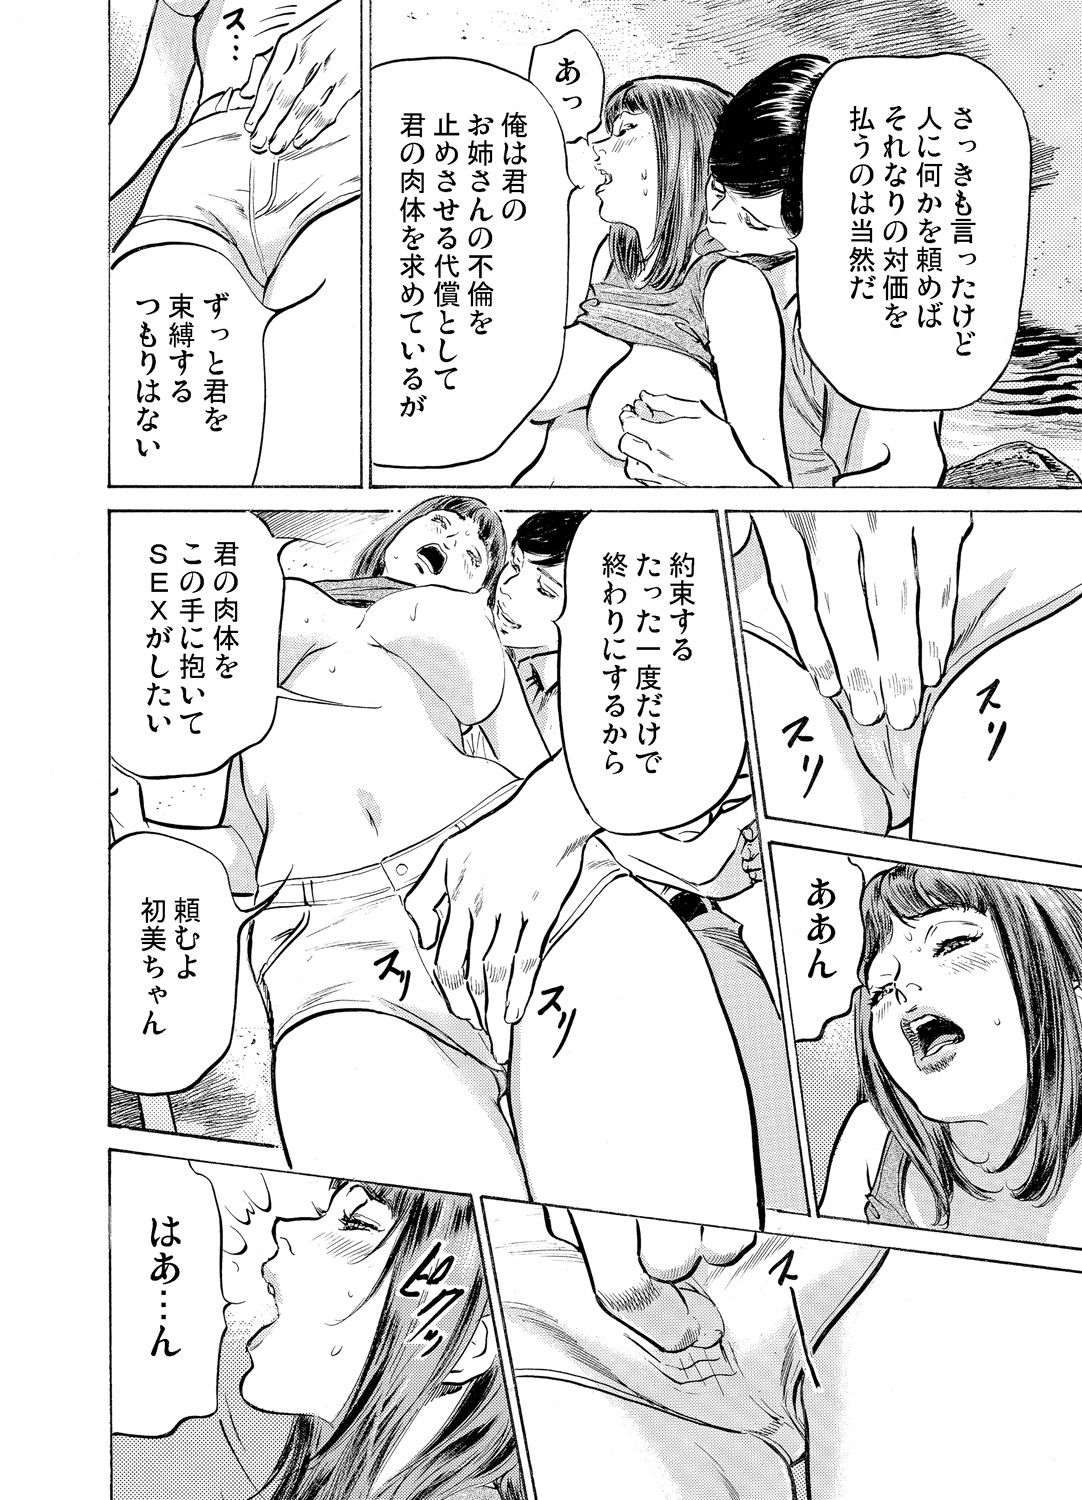 さっきも言ったけど
人に何かを頼めば
それなりの対価を
払うのは当然だ
あっ
俺は君の
お姉さんの不倫を
止めさせる代償として
君の肉体を求めているが
ス…
ずっと君を
束縛する
つもりはない
スリ
スリ
ああん
約束する
たった一度だけで
終わりにするから
君の肉体を
この手に抱いて
SEXがしたい
頼むよ
初美ちゃん
スリ
スリ
ス
ピクッ
はあ…ん